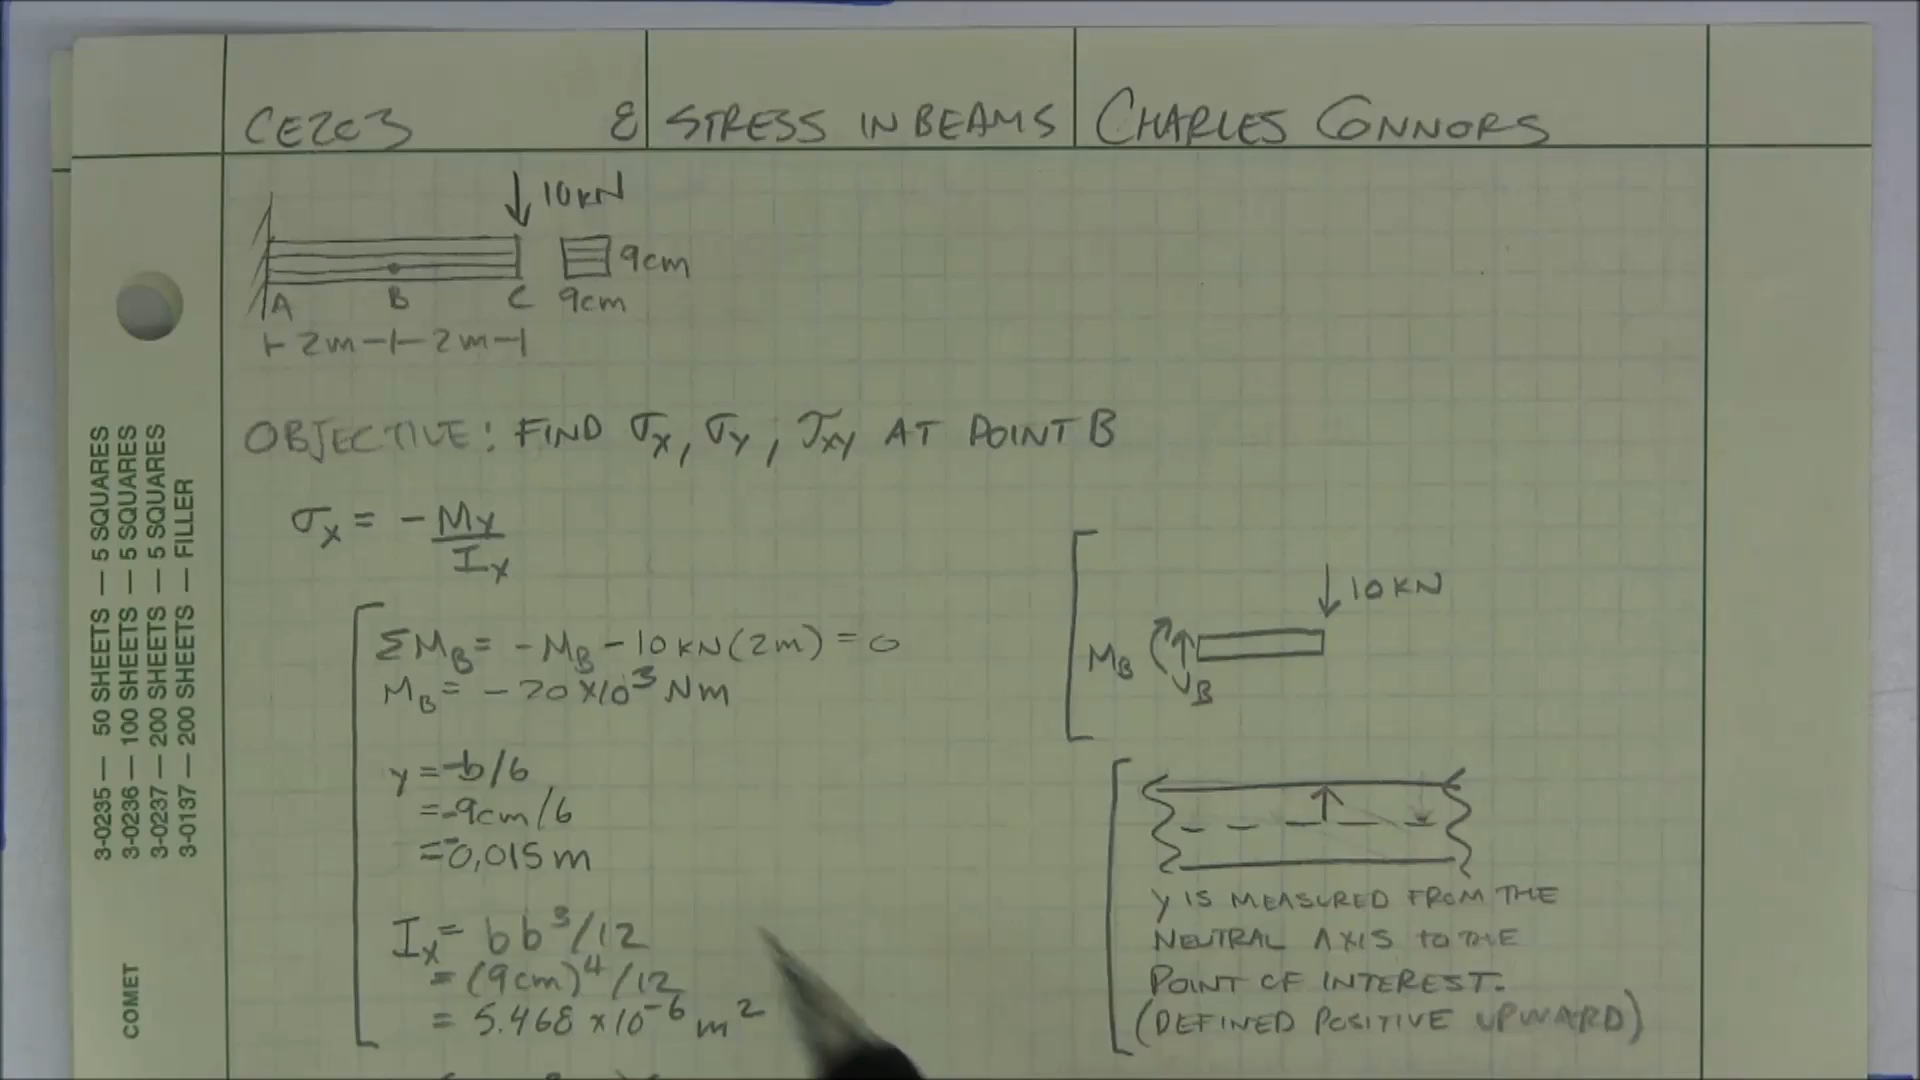 CE203 8 STRESS IN BEAMS CHARLES CONNORS
10kN
9cm
A B C 9cm
2m 2m
OBJECTIVE: FIND σx, σy, τxy AT POINT B
σx = -My/Ix
ΣMB = -MB - 10kN(2m) = 0
MB = -20×10³ Nm
y = -b/6
= -9cm/6
= -0,015m
Ix = bb³/12
= (9cm)⁴/12
= 5.468 ×10⁻⁶ m²
10kN
MB
VB
Y IS MEASURED FROM THE
NEUTRAL AXIS TO THE
POINT OF INTEREST.
(DEFINED POSITIVE UPWARD)
3-0235 — 50 SHEETS — 5 SQUARES
3-0236 — 100 SHEETS — 5 SQUARES
3-0237 — 200 SHEETS — 5 SQUARES
3-0137 — 200 SHEETS — FILLER
COMET